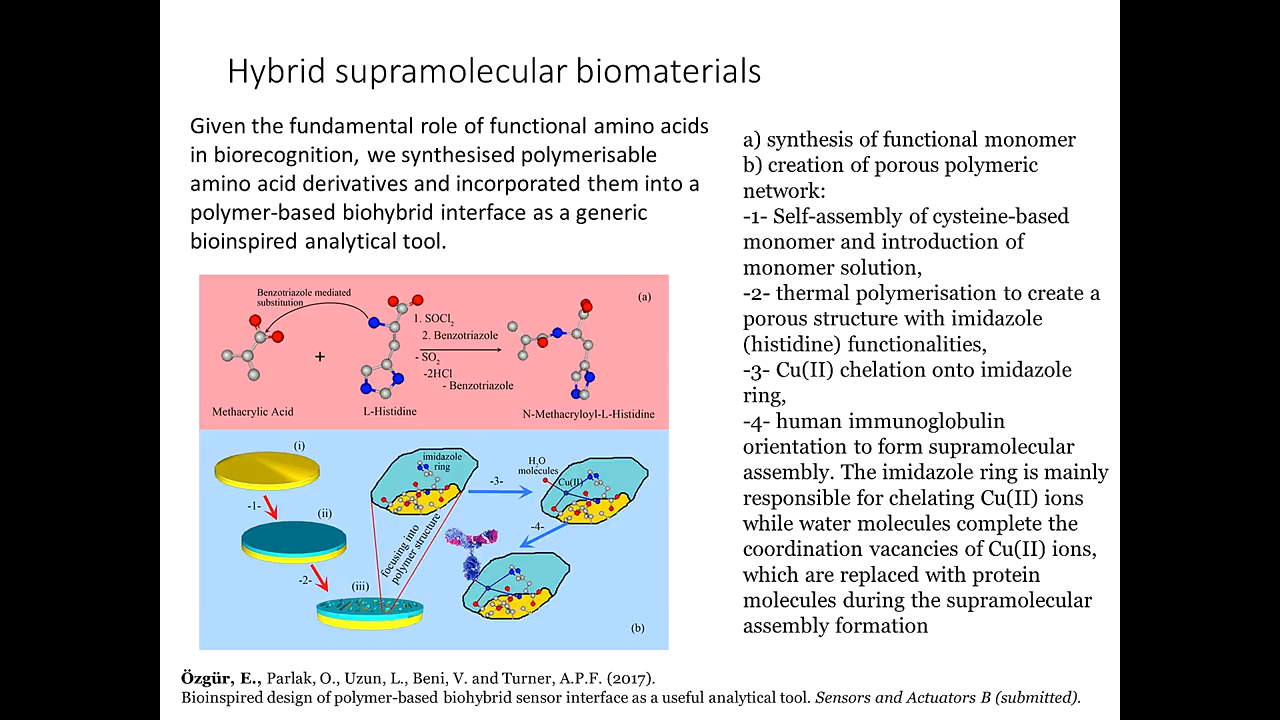 Hybrid supramolecular biomaterials
Given the fundamental role of functional amino acids
in biorecognition, we synthesised polymerisable
amino acid derivatives and incorporated them into a
polymer-based biohybrid interface as a generic
bioinspired analytical tool.
Benzotriazole mediated
substitution
(a)
1. SOCl2
2. Benzotriazole
+
- SO2
-2HCl
- Benzotriazole
Methacrylic Acid
L-Histidine
N-Methacryloyl-L-Histidine
(i)
-1-
(ii)
-2-
(iii)
imidazole
ring
focusing into
polymer structure
-3-
H2O
molecules
Cu(II)
-4-
(b)
a) synthesis of functional monomer
b) creation of porous polymeric
network:
-1- Self-assembly of cysteine-based
monomer and introduction of
monomer solution,
-2- thermal polymerisation to create a
porous structure with imidazole
(histidine) functionalities,
-3- Cu(II) chelation onto imidazole
ring,
-4- human immunoglobulin
orientation to form supramolecular
assembly. The imidazole ring is mainly
responsible for chelating Cu(II) ions
while water molecules complete the
coordination vacancies of Cu(II) ions,
which are replaced with protein
molecules during the supramolecular
assembly formation
Özgür, E., Parlak, O., Uzun, L., Beni, V. and Turner, A.P.F. (2017).
Bioinspired design of polymer-based biohybrid sensor interface as a useful analytical tool. Sensors and Actuators B (submitted).